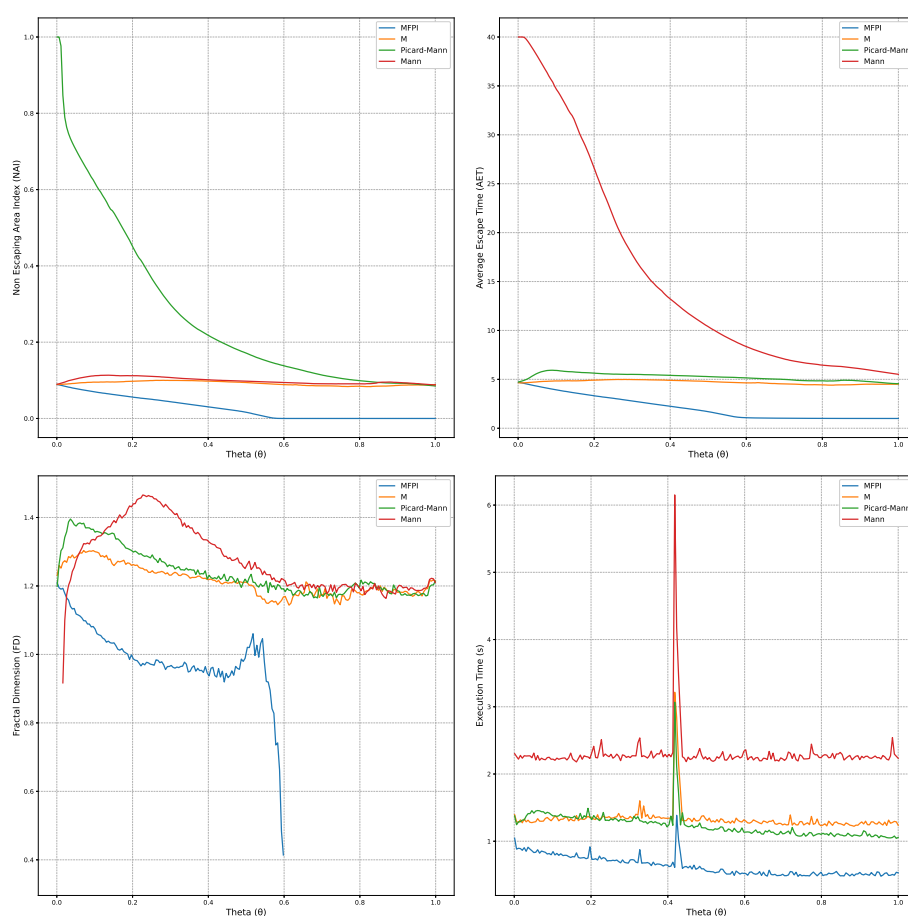 MFPI
M
Picard-Mann
Mann
1.0
0.8
0.6
0.4
0.2
0.0
Non Escaping Area Index (NAI)
0.0 0.2 0.4 0.6 0.8 1.0
Theta (θ)
MFPI
M
Picard-Mann
Mann
40
35
30
25
20
15
10
5
0
Average Escape Time (AET)
0.0 0.2 0.4 0.6 0.8 1.0
Theta (θ)
MFPI
M
Picard-Mann
Mann
1.4
1.2
1.0
0.8
0.6
0.4
Fractal Dimension (FD)
0.0 0.2 0.4 0.6 0.8 1.0
Theta (θ)
MFPI
M
Picard-Mann
Mann
6
5
4
3
2
1
Execution Time (s)
0.0 0.2 0.4 0.6 0.8 1.0
Theta (θ)